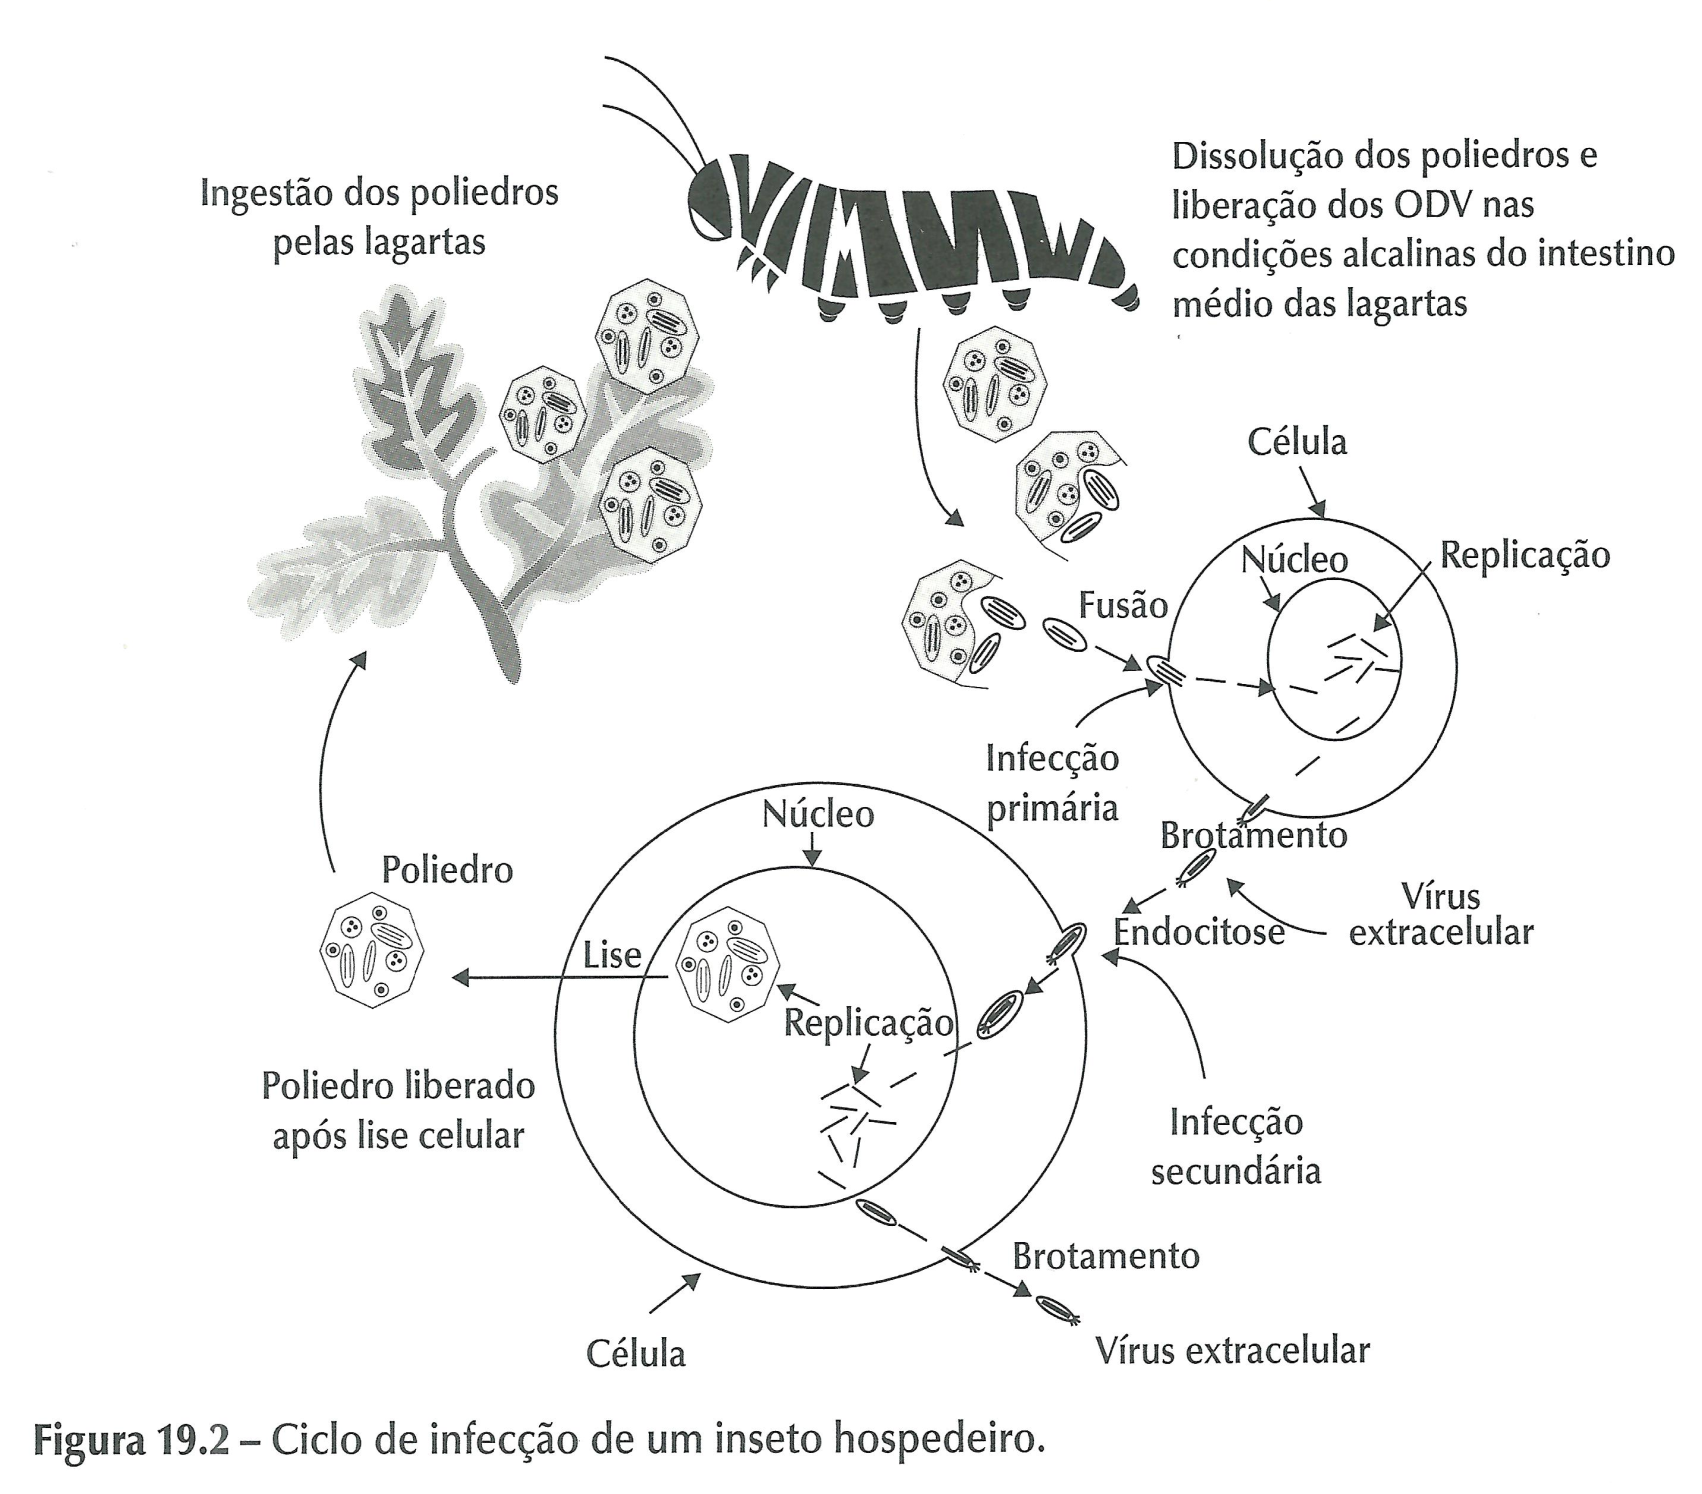 Ingestão dos poliedros
pelas lagartas
Dissolução dos poliedros e
liberação dos ODV nas
condições alcalinas do intestino
médio das lagartas
Célula
Núcleo
Replicação
Fusão
Infecção
primária
Brotamento
Vírus
extracelular
Endocitose
Núcleo
Poliedro
Lise
Replicação
Poliedro liberado
após lise celular
Infecção
secundária
Brotamento
Célula
Vírus extracelular
Figura 19.2 – Ciclo de infecção de um inseto hospedeiro.